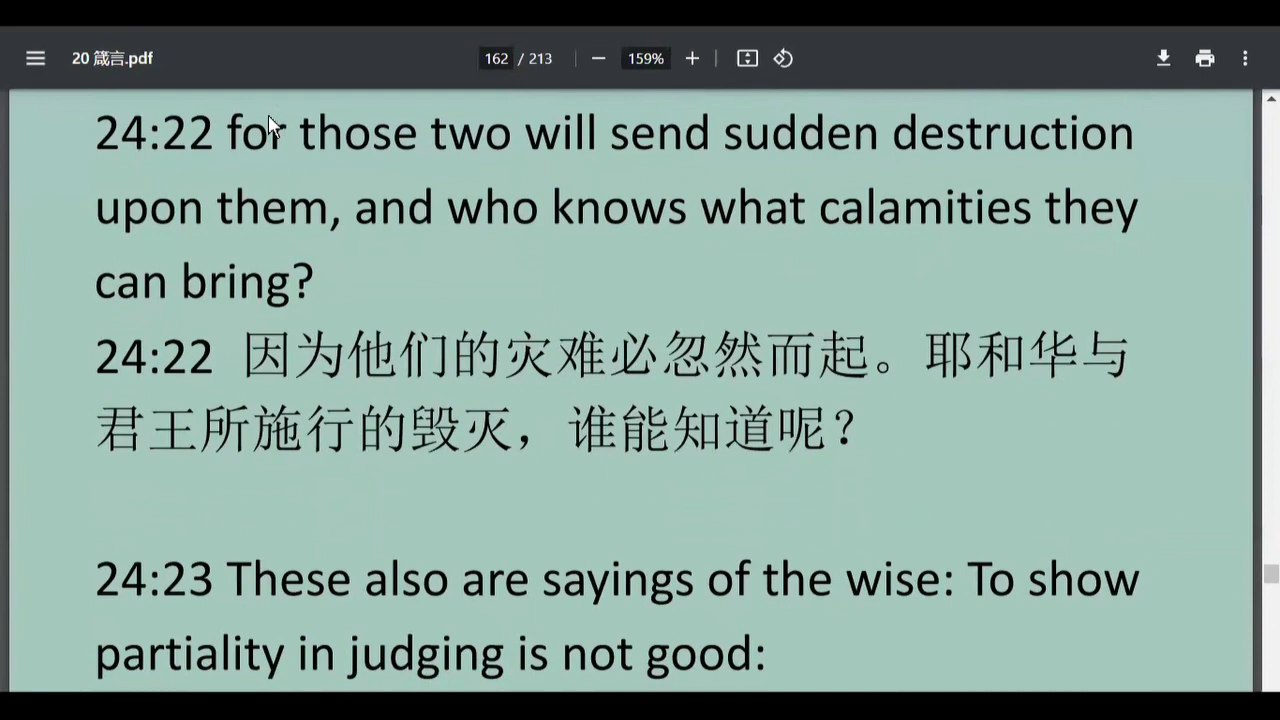 20 箴言.pdf
162 / 213
159%
24:22 for those two will send sudden destruction
upon them, and who knows what calamities they
can bring?
24:22 因为他们的灾难必忽然而起。耶和华与
君王所施行的毁灭，谁能知道呢？
24:23 These also are sayings of the wise: To show
partiality in judging is not good: